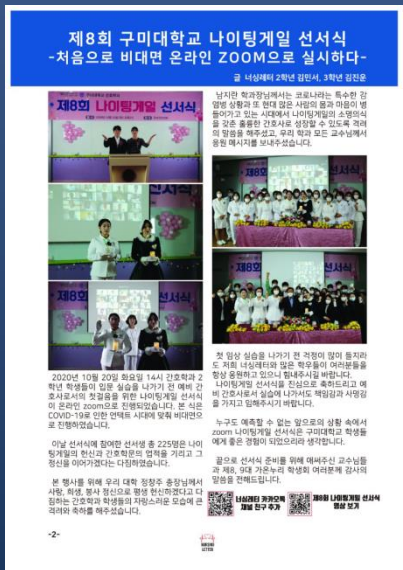 제8회 구미대학교 나이팅게일 선서식
-처음으로 비대면 온라인 ZOOM으로 실시하다-
글 너싱레터 2학년 김민서, 3학년 김진운
제8회 나이팅게일 선서식
제8회
제8회
2020년 10월 20일 화요일 14시 간호학과 2
학년 학생들이 입문 실습을 나가기 전 예비 간
호사로서의 첫걸음을 위한 나이팅게일 선서식
이 온라인 zoom으로 진행되었습니다. 본 식은
COVID-19로 인한 언택트 시대에 맞춰 비대면으
로 진행하였습니다.
이날 선서식에 참여한 선서생 총 225명은 나이
팅게일의 헌신과 간호학문의 업적을 기리고 그
정신을 이어가겠다는 다짐하였습니다.
본 행사를 위해 우리 대학 정창주 총장님께서
사랑, 희생, 봉사 정신으로 평생 헌신하겠다고 다
짐하는 간호학과 학생들의 자랑스러운 모습에 큰
격려와 축하를 해주셨습니다.
남지란 학과장님께서는 코로나라는 특수한 감
염병 상황과 또 현대 많은 사람의 몸과 마음이 병
들어가고 있는 시대에서 나이팅게일의 소명의식
을 갖춘 훌륭한 간호사로 성장할 수 있도록 격려
의 말씀을 해주셨고, 우리 학과 모든 교수님께서
응원 메시지를 보내주셨습니다.
제8회
제8회 나이팅게일 선서식
첫 임상 실습을 나가기 전 걱정이 많이 들지라
도 저희 너싱레터와 많은 학우들이 여러분들을
항상 응원하고 있으니 힘내주시길 바랍니다.
나이팅게일 선서식을 진심으로 축하드리고 예
비 간호사로서 실습에 나가서도 책임감과 사명감
을 가지고 임해주시기 바랍니다.
누구도 예측할 수 없는 앞으로의 상황 속에서
zoom 나이팅게일 선서식은 구미대학교 학생들
에게 좋은 경험이 되었으리라 생각합니다.
끝으로 선서식 준비를 위해 애써주신 교수님들
과 제8, 9대 가온누리 학생회 여러분께 감사의
말씀을 전해드립니다.
너싱레터 카카오톡
채널 친구 추가
제8회 나이팅게일 선서식
영상 보기
-2-
NURSING
LETTER